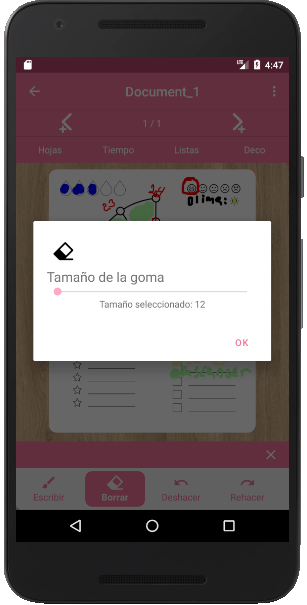 4:47
Document_1
1 / 1
Hojas Tiempo Listas Deco
Clima:
Tamaño de la goma
Tamaño seleccionado: 12
OK
Escribir Borrar Deshacer Rehacer